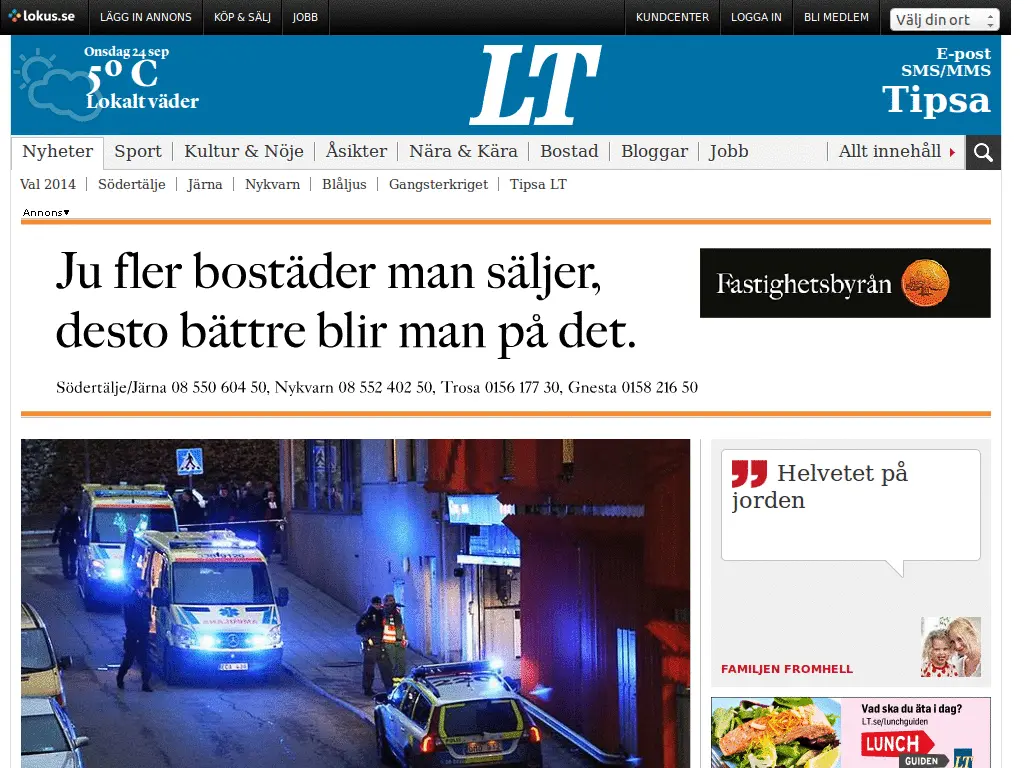 lokus.se
LÄGG IN ANNONS
KÖP & SÄLJ
JOBB
KUNDCENTER
LOGGA IN
BLI MEDLEM
Välj din ort
Onsdag 24 sep
5° C
Lokalt väder
LT
E-post
SMS/MMS
Tipsa
Nyheter
Sport
Kultur & Nöje
Åsikter
Nära & Kära
Bostad
Bloggar
Jobb
Allt innehåll
Val 2014
Södertälje
Järna
Nykvarn
Blåljus
Gangsterkriget
Tipsa LT
Annons▾
Ju fler bostäder man säljer,
desto bättre blir man på det.
Fastighetsbyrån
Södertälje/Järna 08 550 604 50, Nykvarn 08 552 402 50, Trosa 0156 177 30, Gnesta 0158 216 50
Helvetet på
jorden
FAMILJEN FROMHELL
Vad ska du äta i dag?
LT.se/lunchguiden
LUNCH
GUIDEN
LT